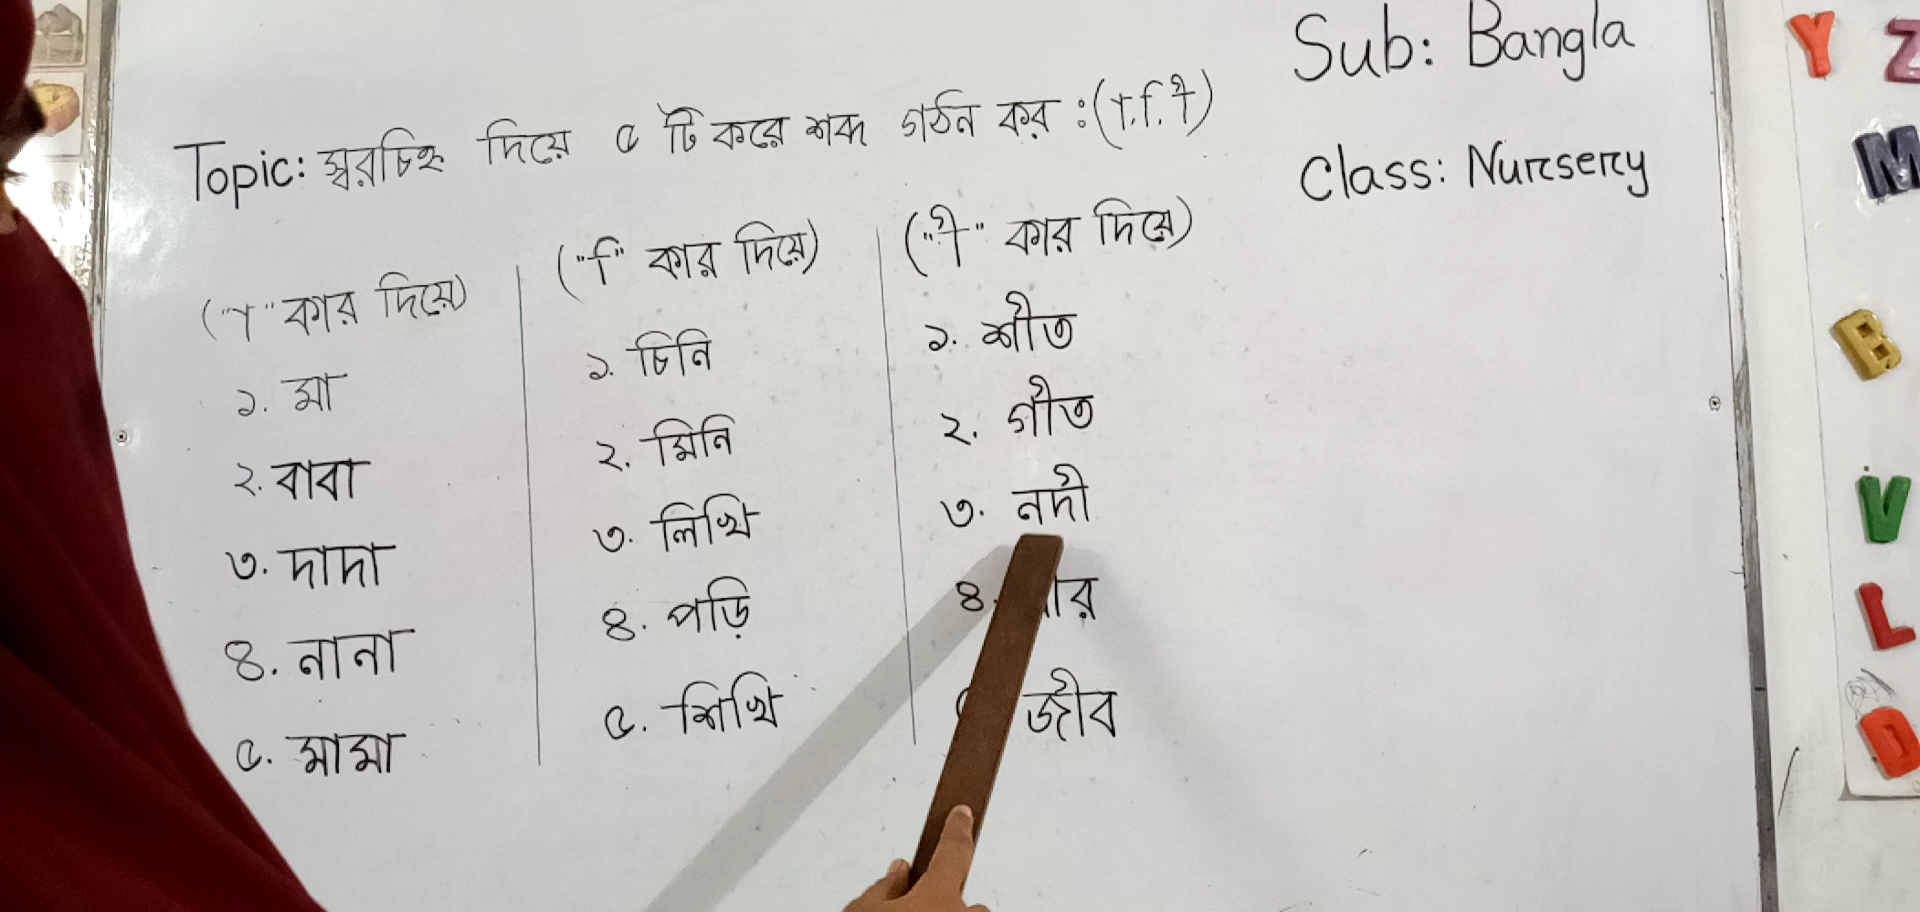 Sub: Bangla
Topic: স্বরচিহ্ন দিয়ে ৫ টি করে শব্দ গঠন কর : (া, ি, ী)
Class: Nursery
("া" কার দিয়ে)
১. মা
২. বাবা
৩. দাদা
৪. নানা
৫. মামা
("ি" কার দিয়ে)
১. চিনি
২. মিনি
৩. লিখি
৪. পড়ি
৫. শিখি
("ী" কার দিয়ে)
১. শীত
২. গীত
৩. নদী
৪.
জীব
Y Z
M
B
V
L
D